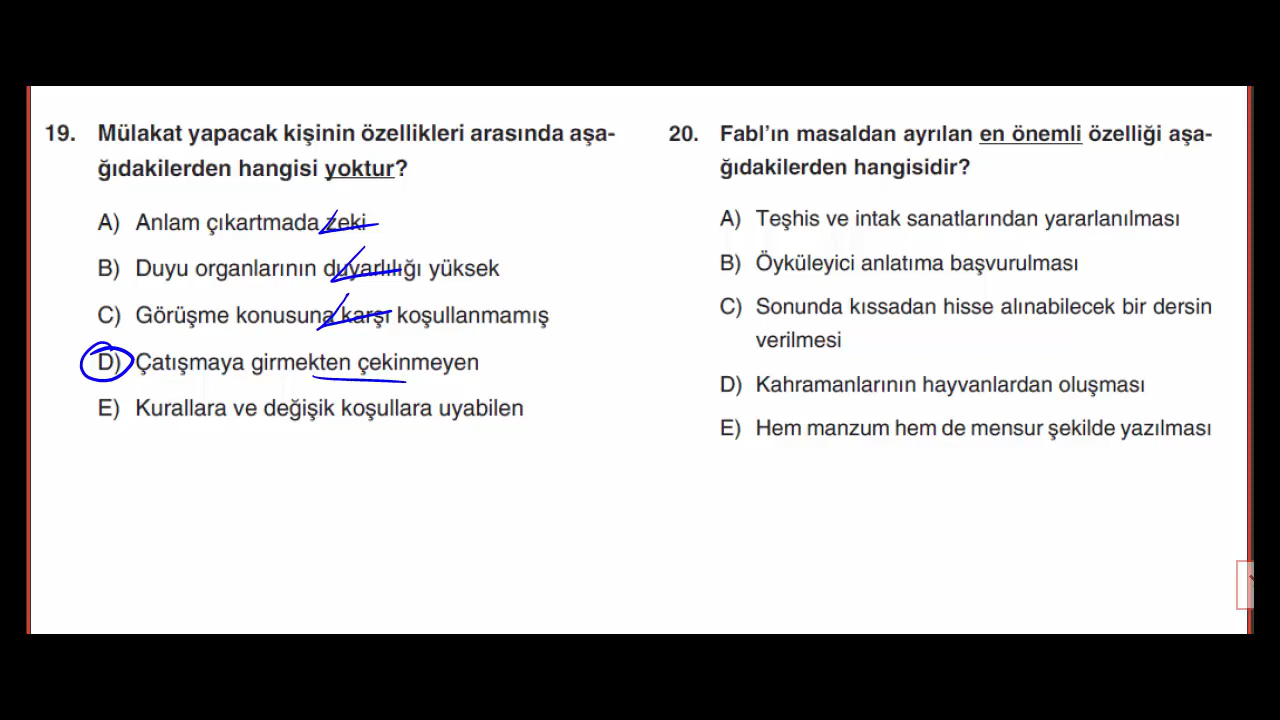 19. Mülakat yapacak kişinin özellikleri arasında aşa-
ğıdakilerden hangisi yoktur?
A) Anlam çıkartmada zeki
B) Duyu organlarının duyarlılığı yüksek
C) Görüşme konusuna karşı koşullanmamış
D) Çatışmaya girmekten çekinmeyen
E) Kurallara ve değişik koşullara uyabilen
20. Fabl’ın masaldan ayrılan en önemli özelliği aşa-
ğıdakilerden hangisidir?
A) Teşhis ve intak sanatlarından yararlanılması
B) Öyküleyici anlatıma başvurulması
C) Sonunda kıssadan hisse alınabilecek bir dersin
verilmesi
D) Kahramanlarının hayvanlardan oluşması
E) Hem manzum hem de mensur şekilde yazılması